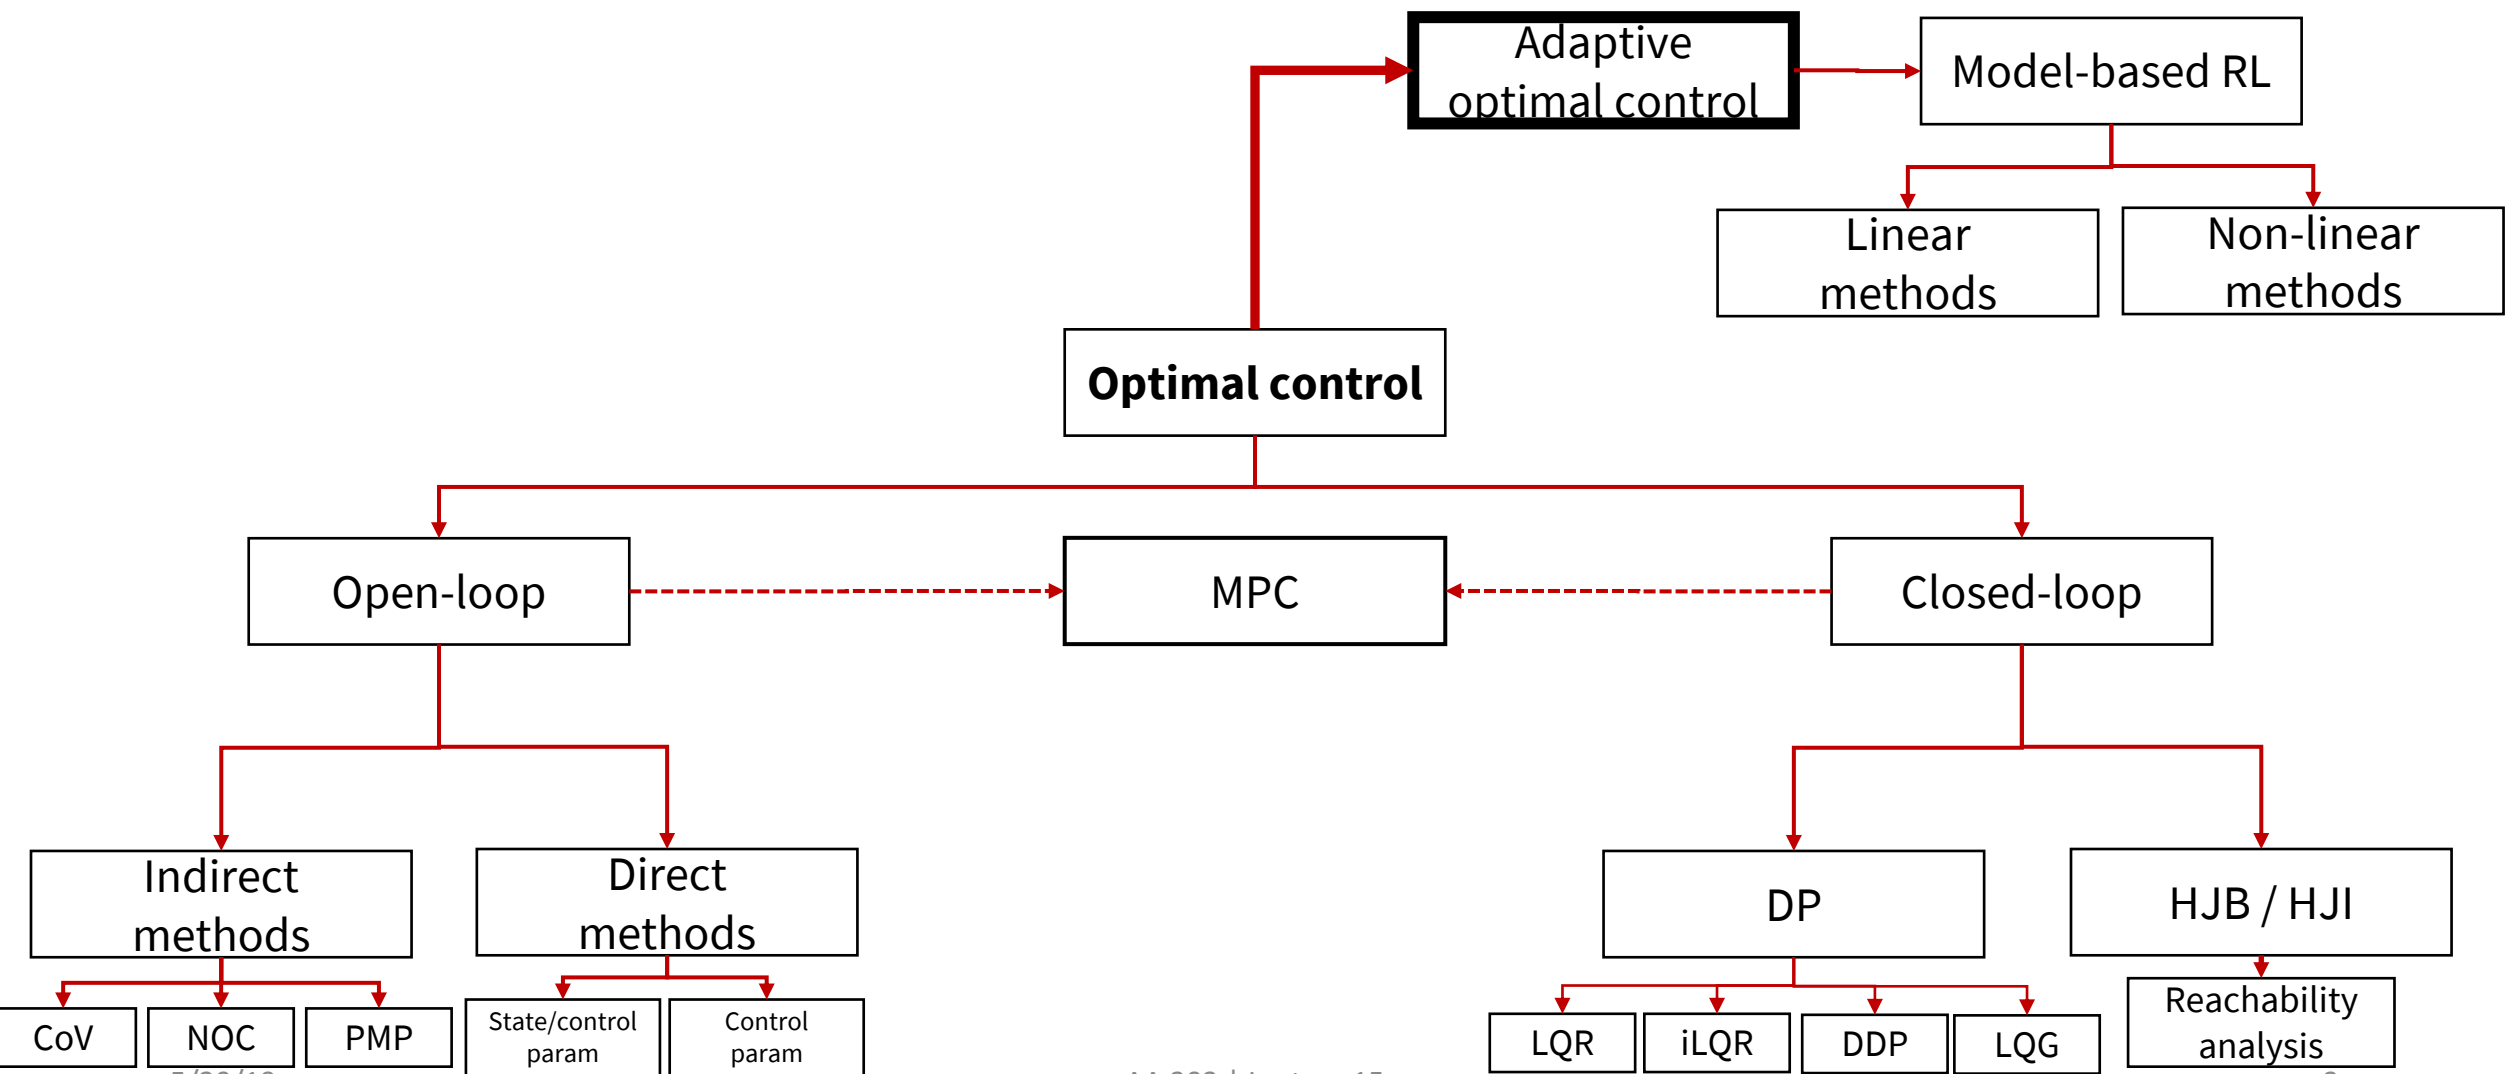 Adaptive
optimal control
Model-based RL
Linear
methods
Non-linear
methods
Optimal control
Open-loop
MPC
Closed-loop
Indirect
methods
Direct
methods
DP
HJB / HJI
CoV
NOC
PMP
State/control
param
Control
param
LQR
iLQR
DDP
LQG
Reachability
analysis